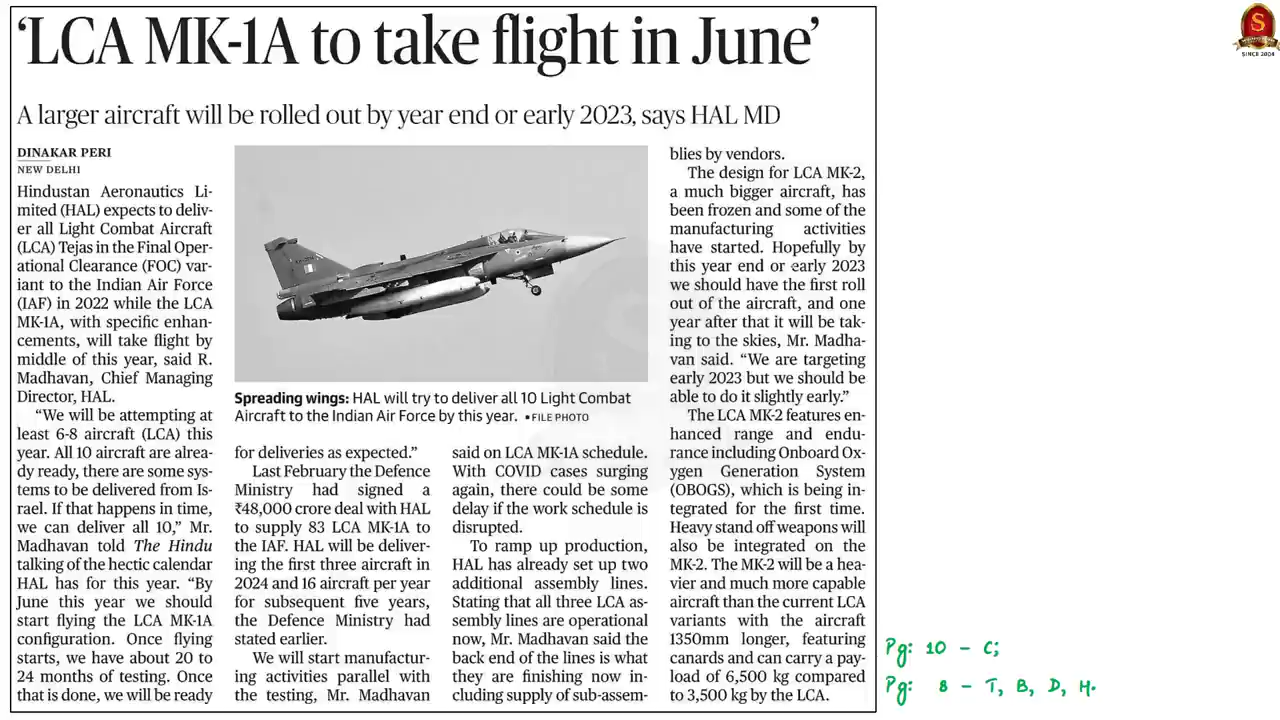 ‘LCA MK-1A to take flight in June’
A larger aircraft will be rolled out by year end or early 2023, says HAL MD
DINAKAR PERI
NEW DELHI
Hindustan Aeronautics Li-
mited (HAL) expects to deliv-
er all Light Combat Aircraft
(LCA) Tejas in the Final Oper-
ational Clearance (FOC) var-
iant to the Indian Air Force
(IAF) in 2022 while the LCA
MK-1A, with specific enhan-
cements, will take flight by
middle of this year, said R.
Madhavan, Chief Managing
Director, HAL.
“We will be attempting at
least 6-8 aircraft (LCA) this
year. All 10 aircraft are alrea-
dy ready, there are some sys-
tems to be delivered from Is-
rael. If that happens in time,
we can deliver all 10,” Mr.
Madhavan told The Hindu
talking of the hectic calendar
HAL has for this year. “By
June this year we should
start flying the LCA MK-1A
configuration. Once flying
starts, we have about 20 to
24 months of testing. Once
that is done, we will be ready
Spreading wings: HAL will try to deliver all 10 Light Combat
Aircraft to the Indian Air Force by this year. • FILE PHOTO
for deliveries as expected.”
Last February the Defence
Ministry had signed a
₹48,000 crore deal with HAL
to supply 83 LCA MK-1A to
the IAF. HAL will be deliver-
ing the first three aircraft in
2024 and 16 aircraft per year
for subsequent five years,
the Defence Ministry had
stated earlier.
We will start manufactur-
ing activities parallel with
the testing, Mr. Madhavan
said on LCA MK-1A schedule.
With COVID cases surging
again, there could be some
delay if the work schedule is
disrupted.
To ramp up production,
HAL has already set up two
additional assembly lines.
Stating that all three LCA as-
sembly lines are operational
now, Mr. Madhavan said the
back end of the lines is what
they are finishing now in-
cluding supply of sub-assem-
blies by vendors.
The design for LCA MK-2,
a much bigger aircraft, has
been frozen and some of the
manufacturing activities
have started. Hopefully by
this year end or early 2023
we should have the first roll
out of the aircraft, and one
year after that it will be tak-
ing to the skies, Mr. Madha-
van said. “We are targeting
early 2023 but we should be
able to do it slightly early.”
The LCA MK-2 features en-
hanced range and endu-
rance including Onboard Ox-
ygen Generation System
(OBOGS), which is being in-
tegrated for the first time.
Heavy stand off weapons will
also be integrated on the
MK-2. The MK-2 will be a hea-
vier and much more capable
aircraft than the current LCA
variants with the aircraft
1350mm longer, featuring
canards and can carry a pay-
load of 6,500 kg compared
to 3,500 kg by the LCA.
S
SINCE 2004
Pg: 10 - C;
Pg: 8 - T, B, D, H.